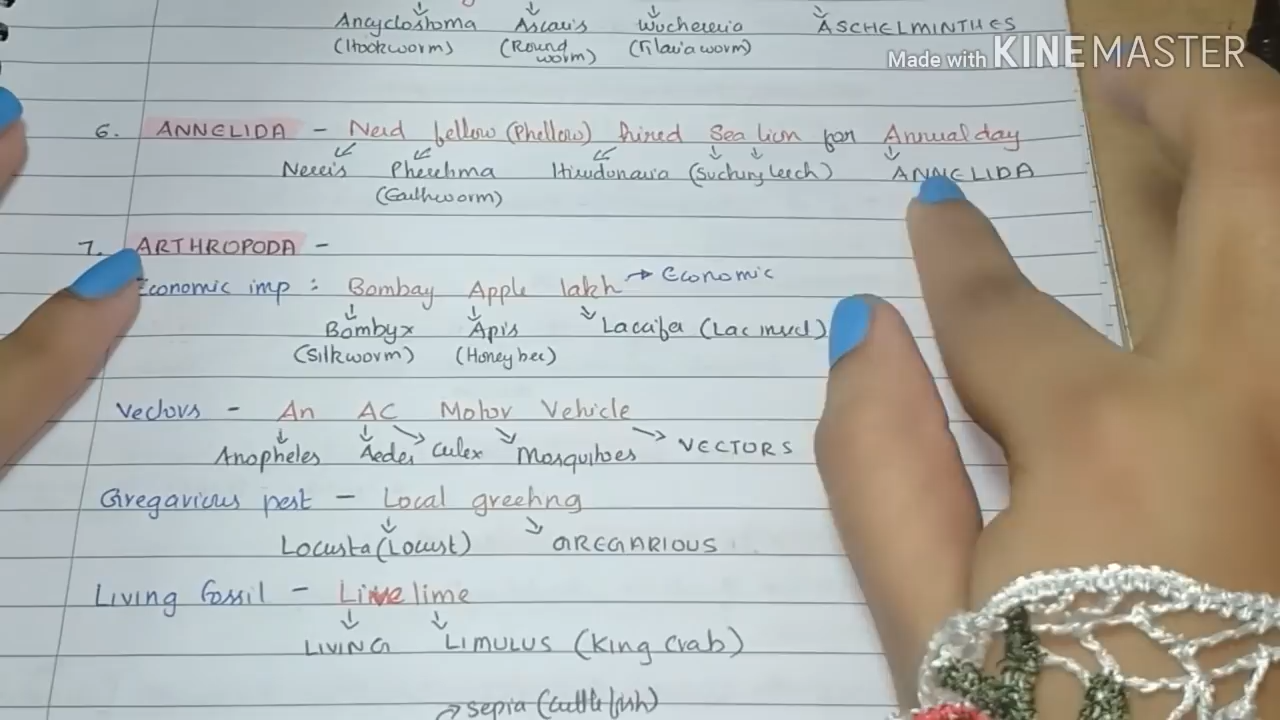 Ancyclostoma Ascaris Wuchereria ASCHELMINTHES
(Hookworm) (Round worm) (Filaria worm)
Made with KINEMASTER
6. ANNELIDA - Nerd fellow (Phellow) hired Sea lion for Annual day
Nereis Pheretima Hirudinaria (Sucking leech) ANNELIDA
(Earthworm)
7. ARTHROPODA -
Economic imp : Bombay Apple lakh → Economic
Bombyx Apis Laccifer (Lac insect)
(Silkworm) (Honey bee)
Vectors - An AC Motor Vehicle
Anopheles Aedes Culex Mosquitoes VECTORS
Gregarious pest - Local greeting
Locusta (Locust) GREGARIOUS
Living fossil - Live lime
LIVING LIMULUS (King Crab)
→ Sepia (Cuttle fish)